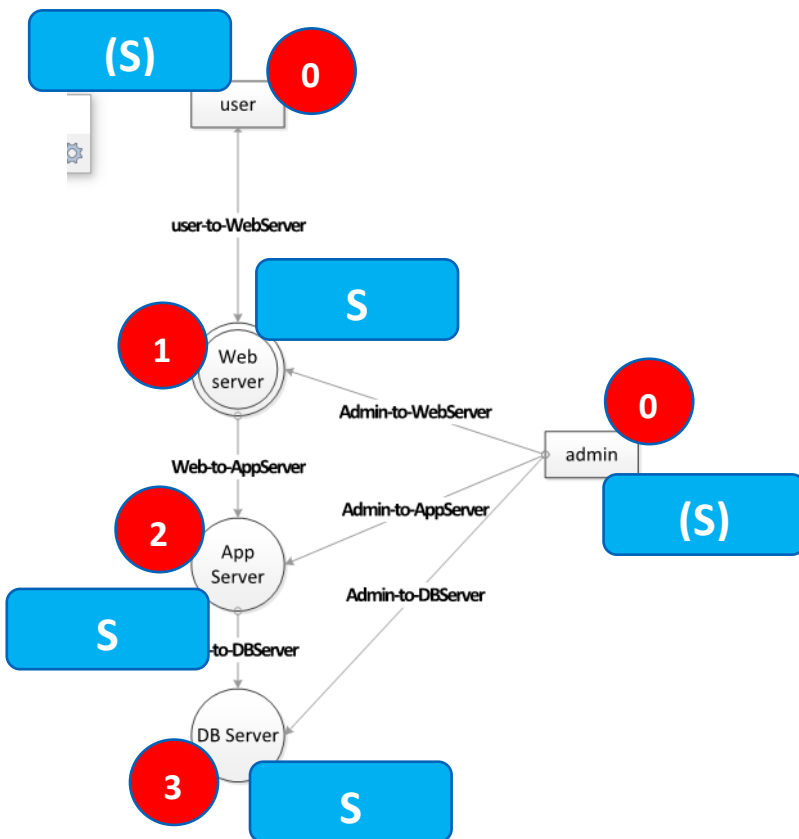 (S)
0
user
user-to-WebServer
S
1
Web
server
0
Admin-to-WebServer
admin
Web-to-AppServer
(S)
2
Admin-to-AppServer
App
Server
Admin-to-DBServer
S
-to-DBServer
DB Server
3
S